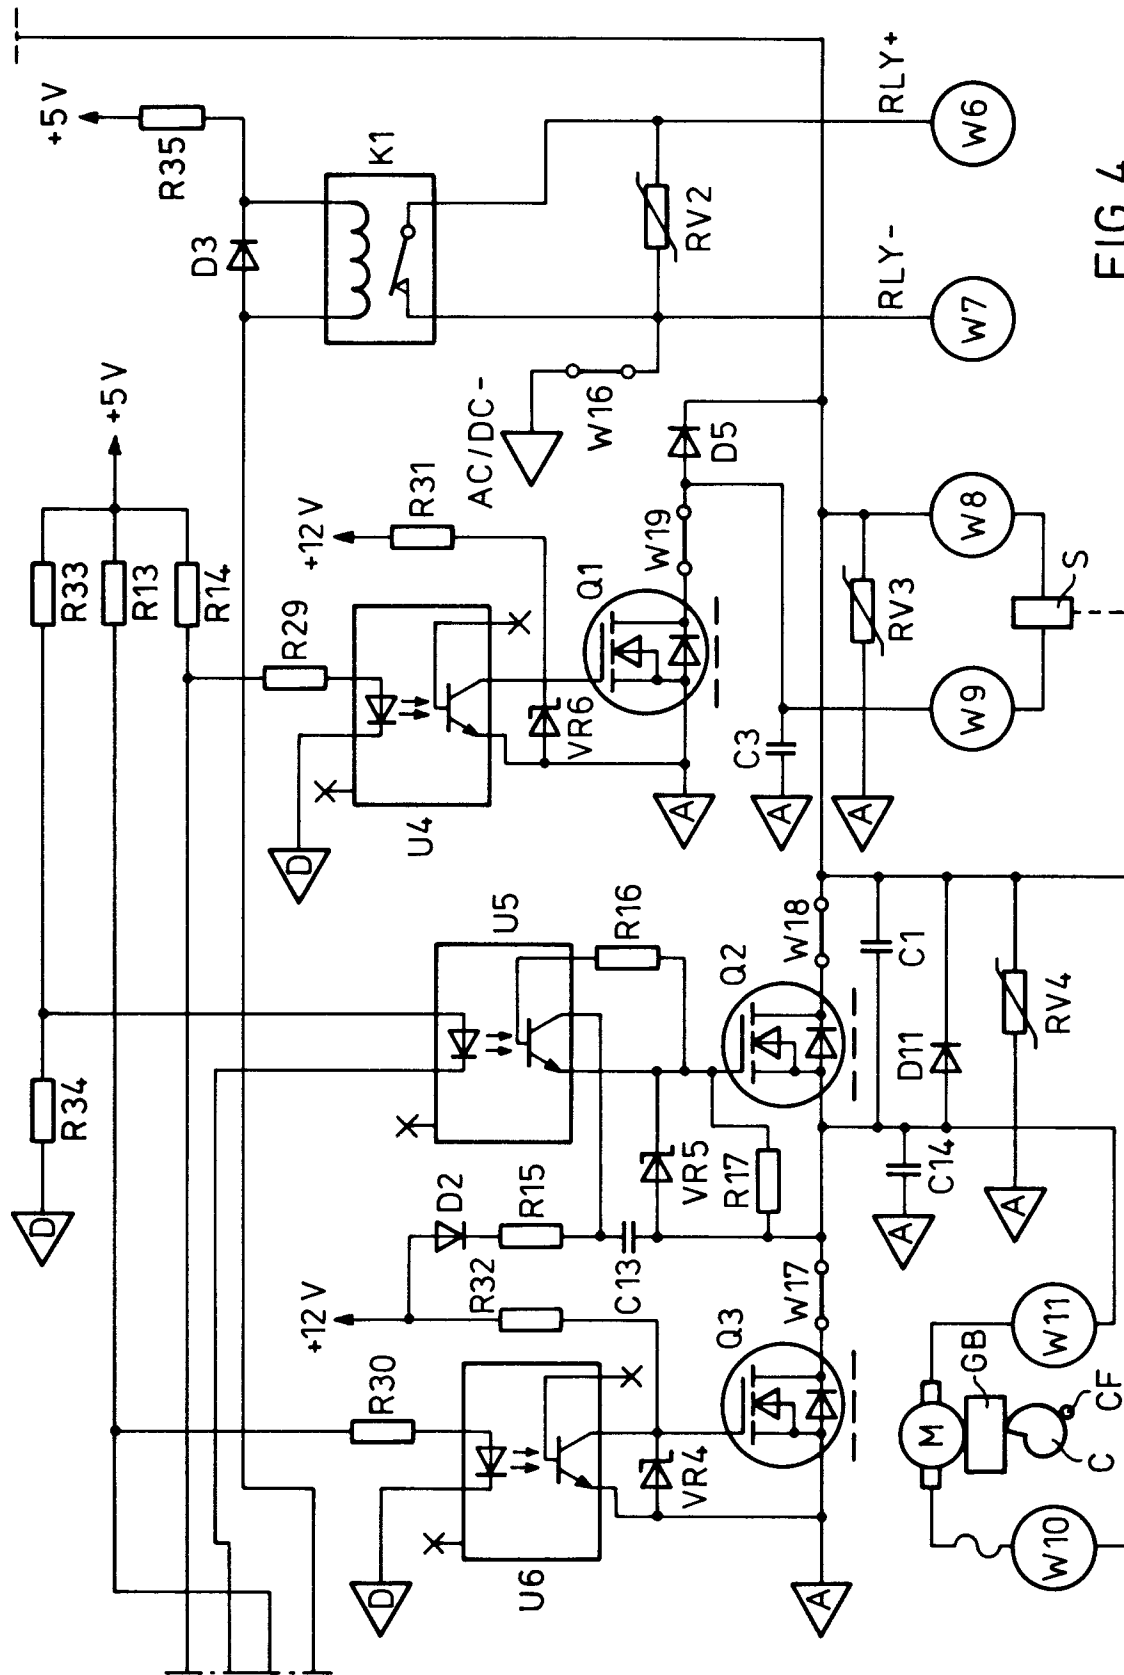 +5V
R35
D3
K1
RV2
RLY+
W6
RLY-
W7
FIG.4
+5V
R33
R13
R14
R34
D
+12V
R31
AC/DC-
W16
R29
U4
D
VR6
Q1
W19
D5
A
C3
A
RV3
A
W8
W9
S
U5
R16
D2
R15
R32
C13
VR5
R17
Q2
W18
C1
D11
RV4
C14
A
A
+12V
R30
U6
D
VR4
Q3
W17
A
M
GB
C
CF
W11
W10